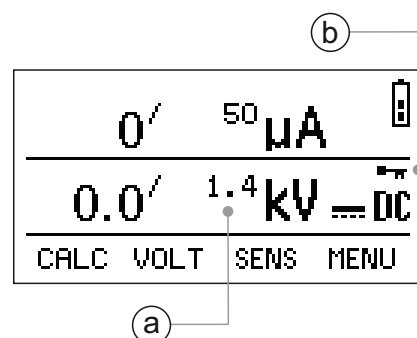 b
0′ 50 µA
0.0′ 1.4 kV DC
CALC VOLT SENS MENU
a